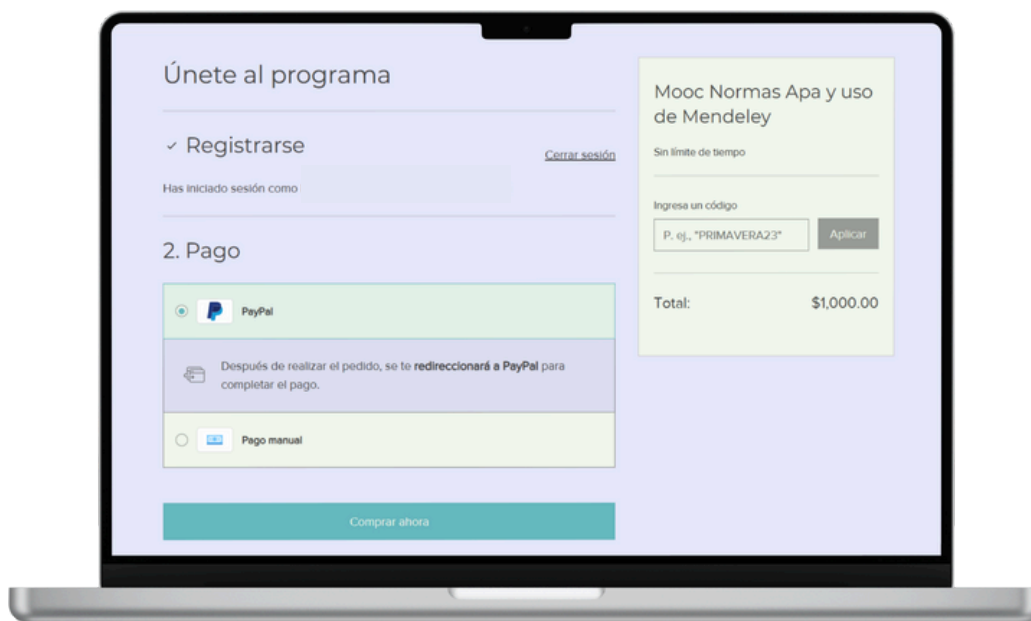 Únete al programa
✓ Registrarse
Cerrar sesión
Has iniciado sesión como
2. Pago
PayPal
Después de realizar el pedido, se te redireccionará a PayPal para
completar el pago.
Pago manual
Comprar ahora
Mooc Normas Apa y uso
de Mendeley
Sin límite de tiempo
Ingresa un código
P. ej., "PRIMAVERA23"
Aplicar
Total: $1,000.00